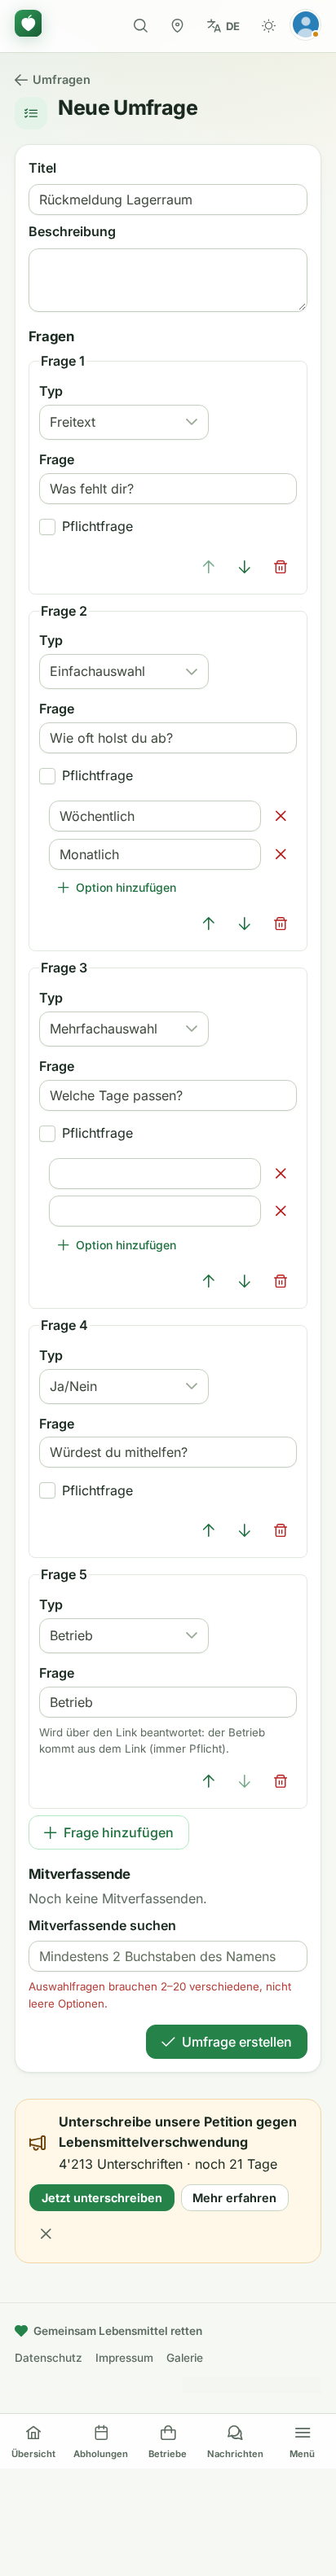 DE
Umfragen
Neue Umfrage
Titel
Rückmeldung Lagerraum
Beschreibung
Fragen
Frage 1
Typ
Freitext
Frage
Was fehlt dir?
Pflichtfrage
Frage 2
Typ
Einfachauswahl
Frage
Wie oft holst du ab?
Pflichtfrage
Wöchentlich
Monatlich
Option hinzufügen
Frage 3
Typ
Mehrfachauswahl
Frage
Welche Tage passen?
Pflichtfrage
Option hinzufügen
Frage 4
Typ
Ja/Nein
Frage
Würdest du mithelfen?
Pflichtfrage
Frage 5
Typ
Betrieb
Frage
Betrieb
Wird über den Link beantwortet: der Betrieb
kommt aus dem Link (immer Pflicht).
Frage hinzufügen
Mitverfassende
Noch keine Mitverfassenden.
Mitverfassende suchen
Mindestens 2 Buchstaben des Namens
Auswahlfragen brauchen 2–20 verschiedene, nicht
leere Optionen.
Umfrage erstellen
Unterschreibe unsere Petition gegen
Lebensmittelverschwendung
4'213 Unterschriften · noch 21 Tage
Jetzt unterschreiben
Mehr erfahren
Gemeinsam Lebensmittel retten
Datenschutz Impressum Galerie
Übersicht Abholungen Betriebe Nachrichten Menü